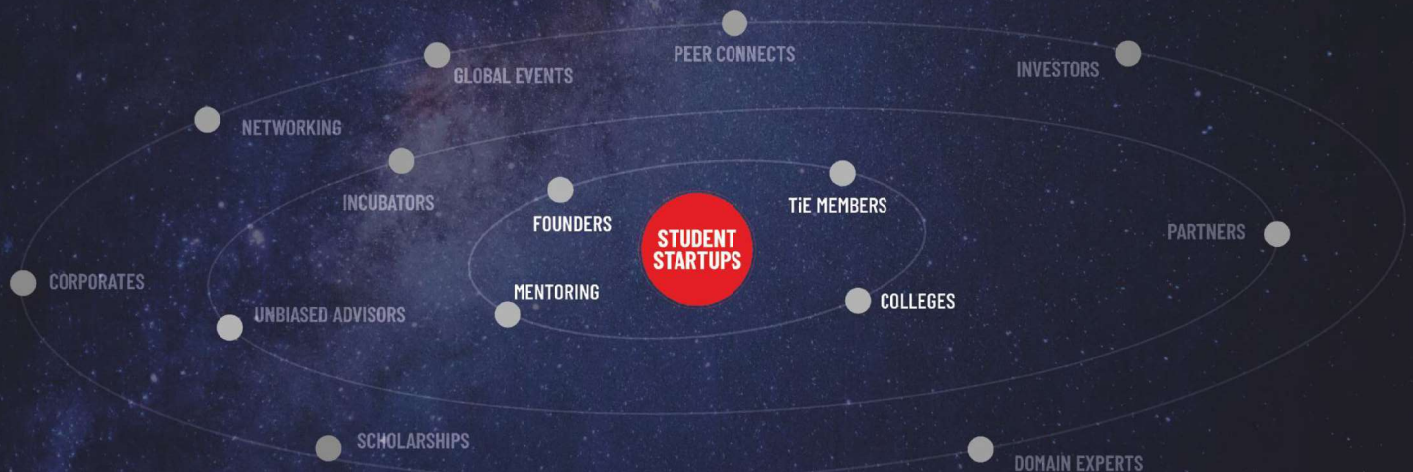 PEER CONNECTS
GLOBAL EVENTS
INVESTORS
NETWORKING
INCUBATORS
FOUNDERS
TiE MEMBERS
STUDENT
STARTUPS
PARTNERS
CORPORATES
MENTORING
COLLEGES
UNBIASED ADVISORS
SCHOLARSHIPS
DOMAIN EXPERTS